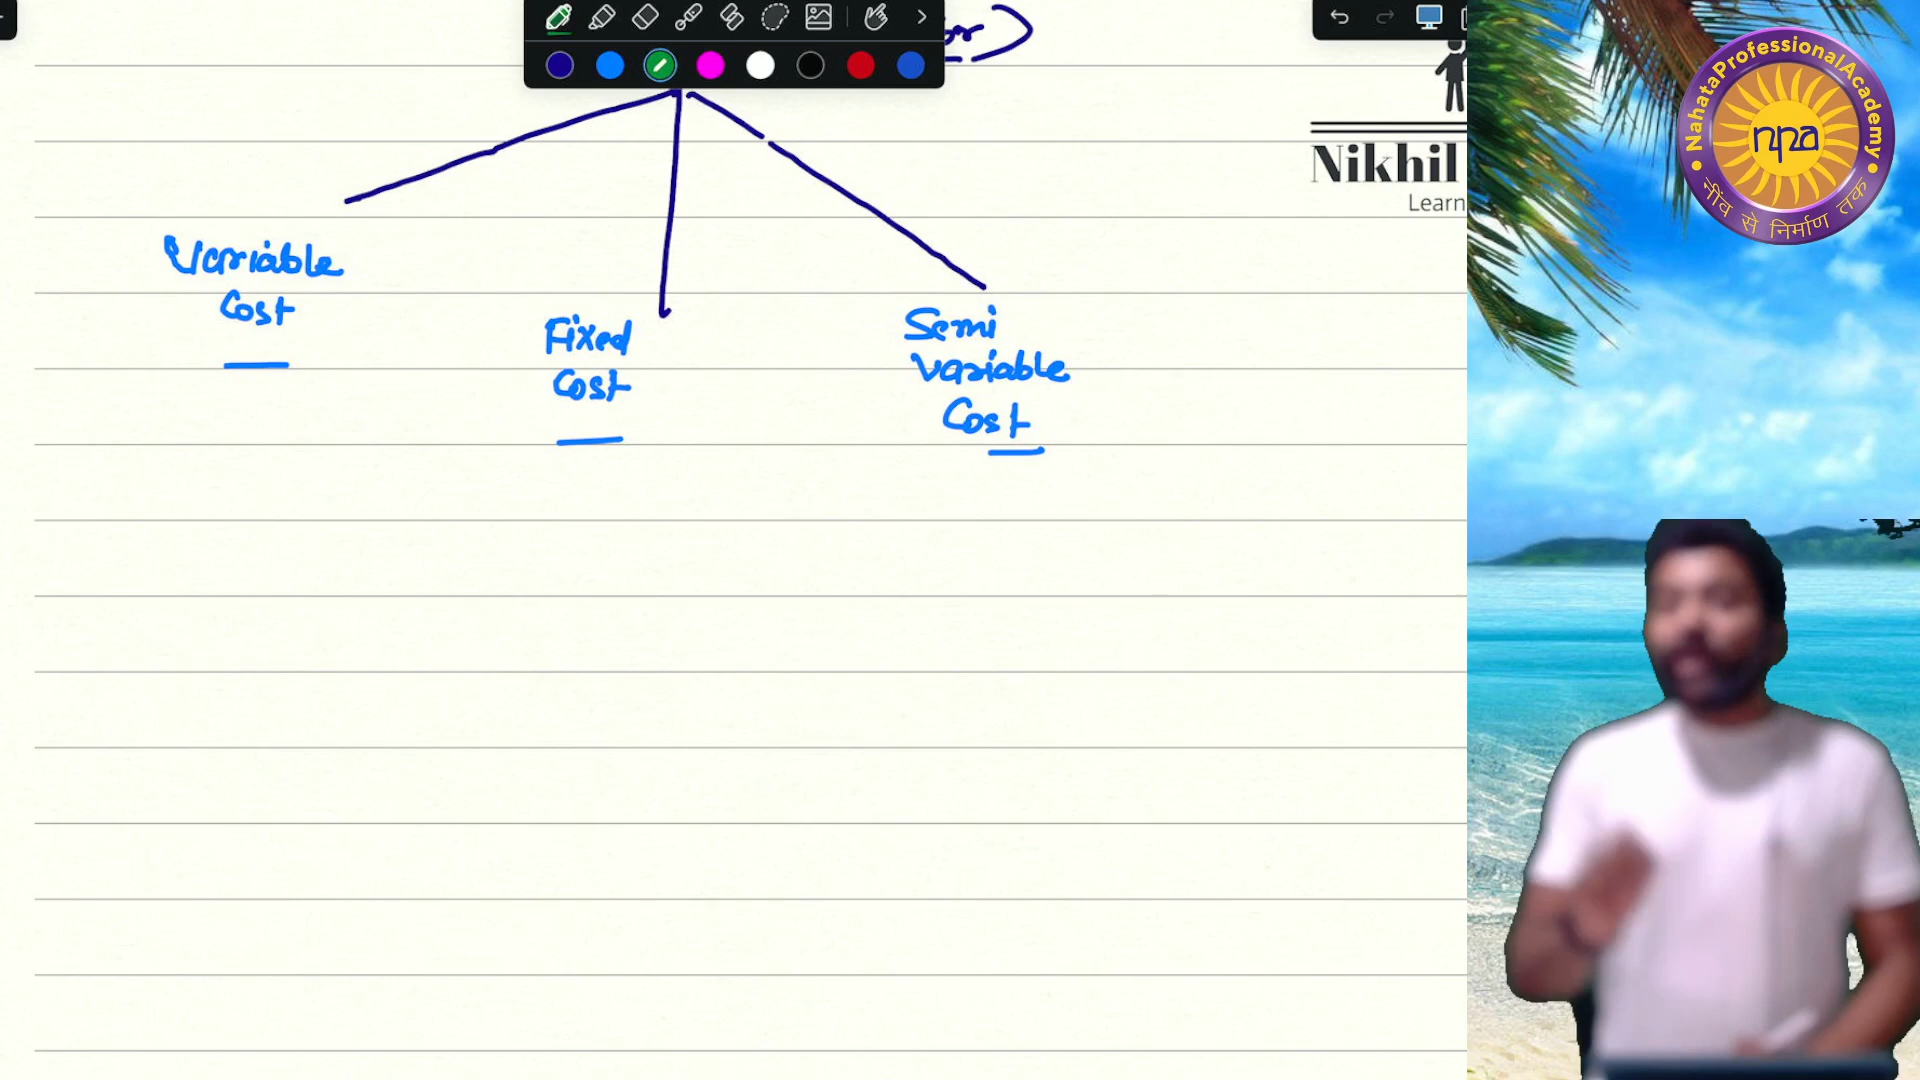 Nikhil
Learn
Variable
Cost
Fixed
Cost
Semi
Variable
Cost
NahataProfessionalAcademy
npa
नींव से निर्माण तक